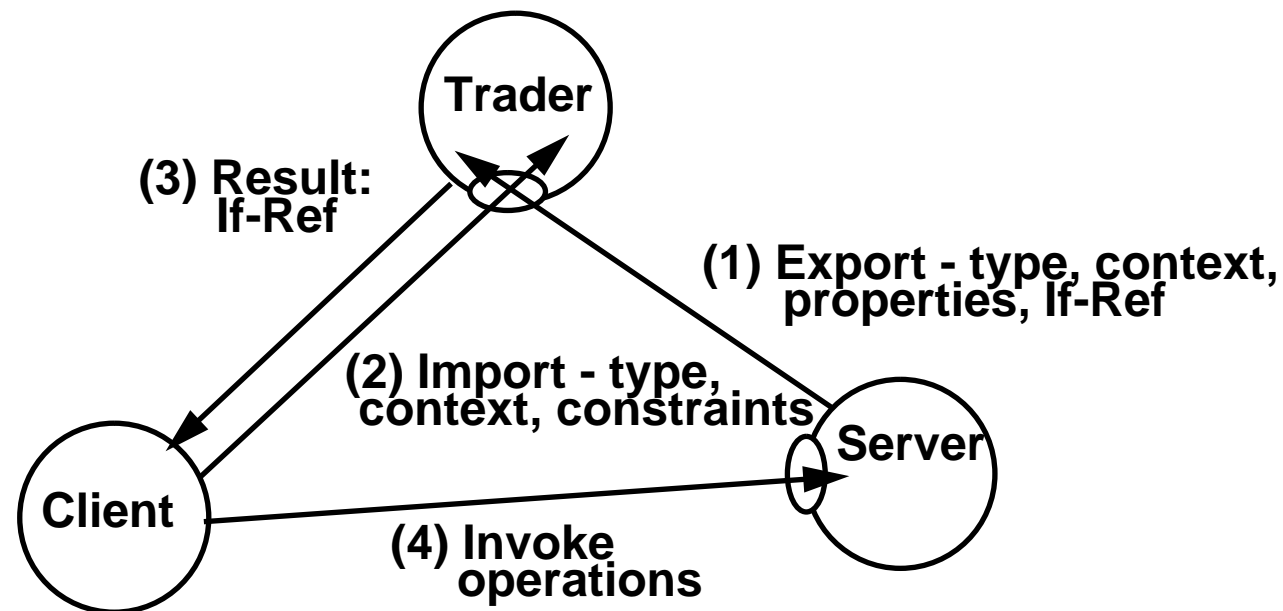 Trader
(3) Result:
If-Ref
(1) Export - type, context,
properties, If-Ref
(2) Import - type,
context, constraints
Server
Client
(4) Invoke
operations